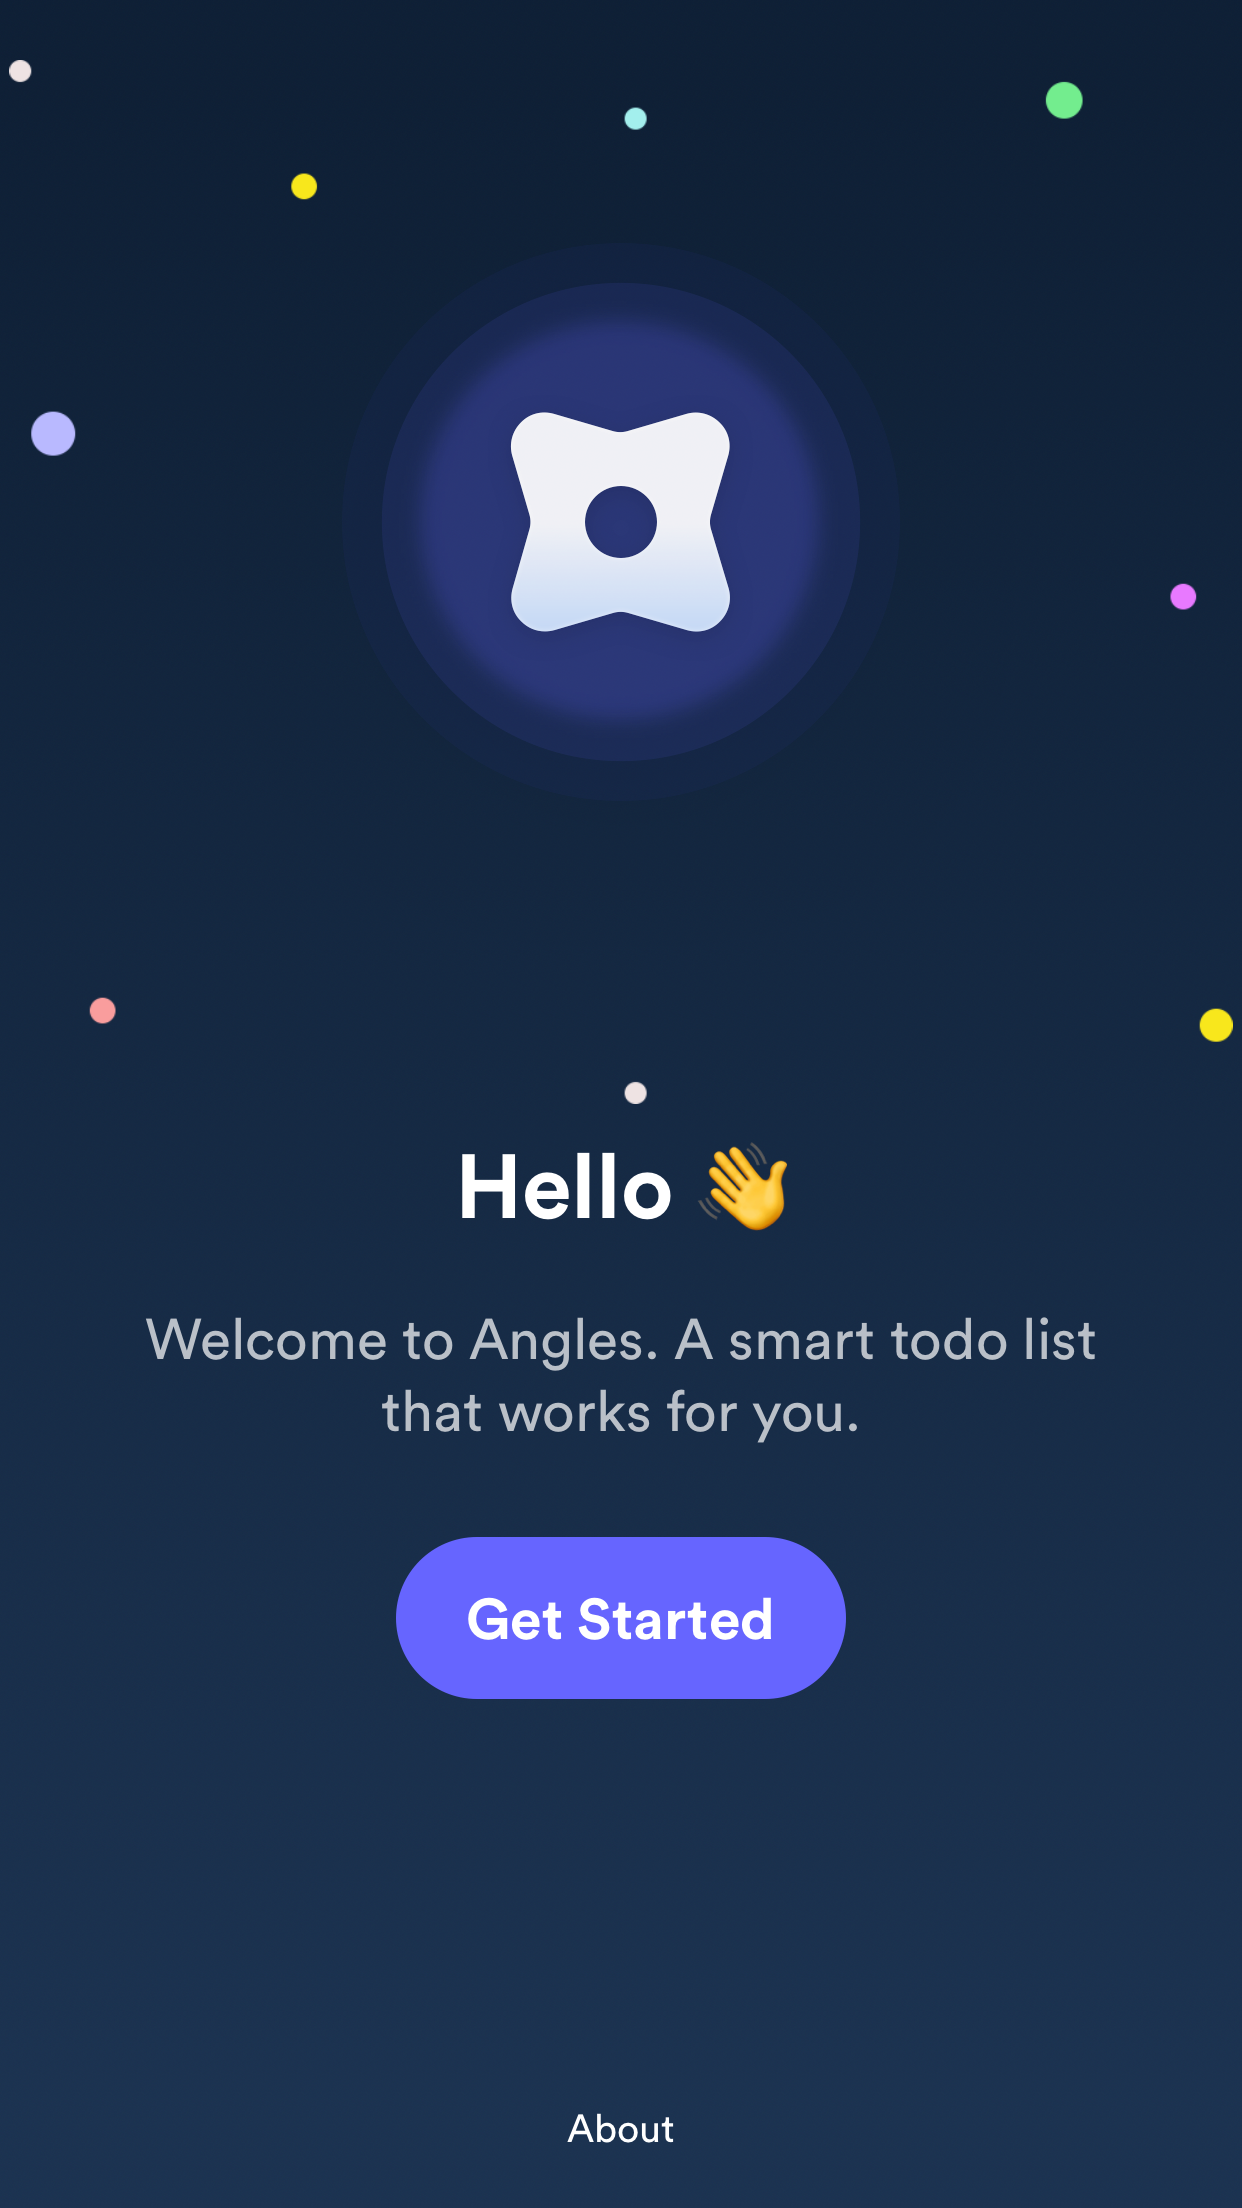 Hello 👋
Welcome to Angles. A smart todo list
that works for you.
Get Started
About